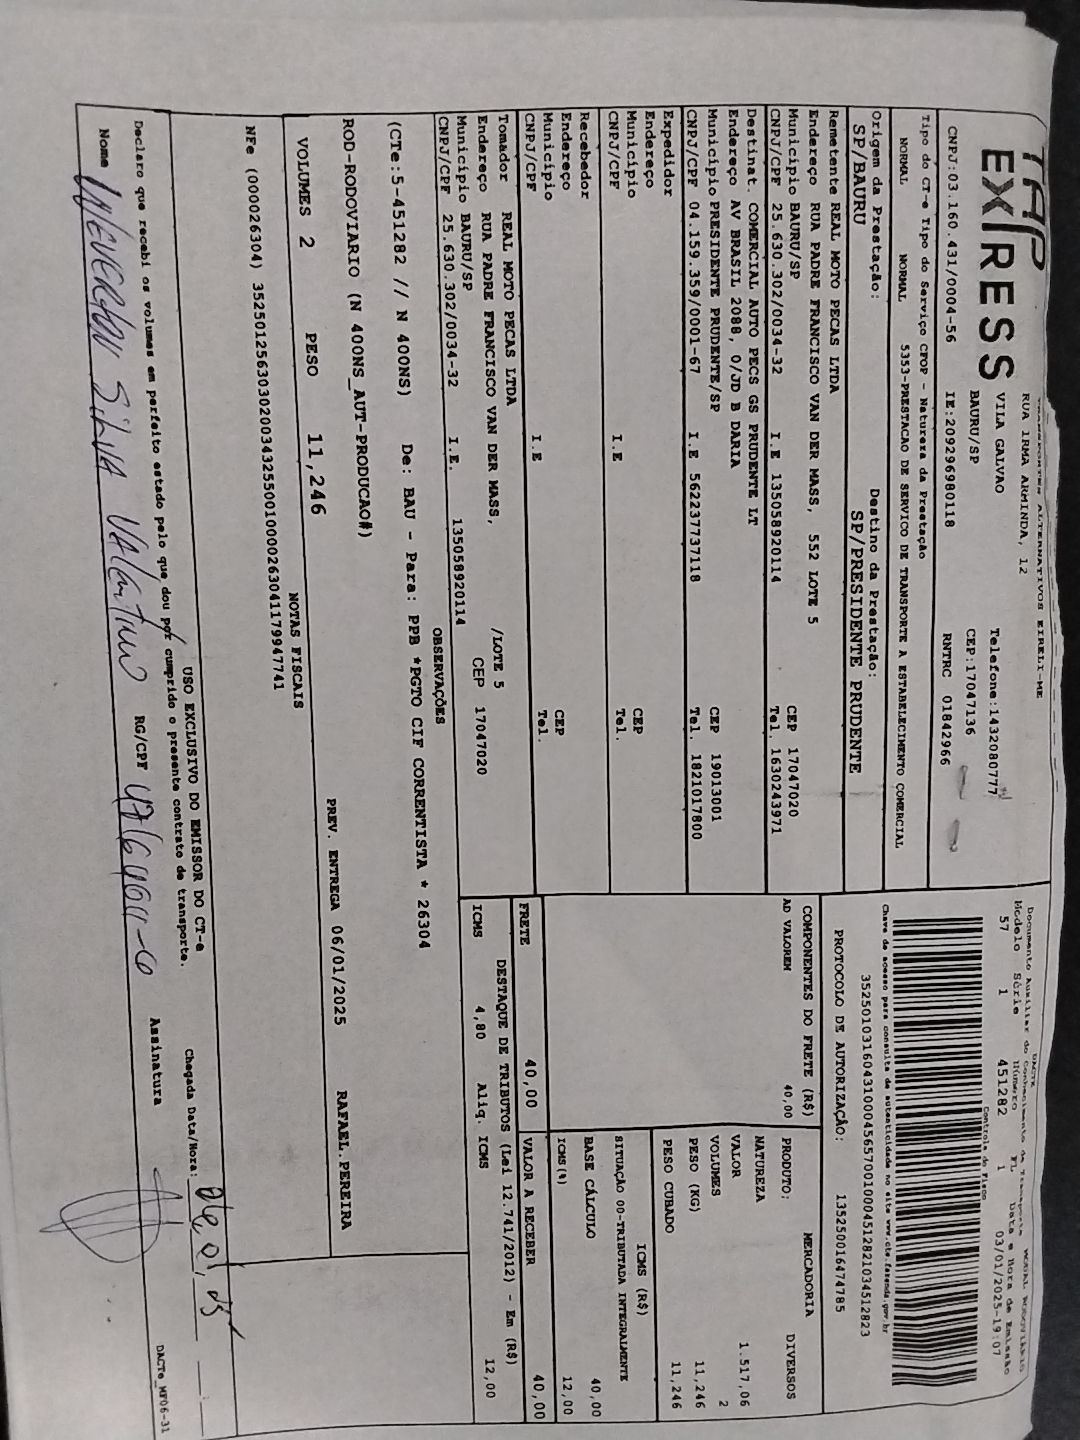 TAP
EXPRESS
TRANSPORTES ALTERNATIVOS EIRELI-ME
RUA IRMA ARMINDA, 12
VILA GALVAO Telefone:1432080777
BAURU/SP CEP:17047136
CNPJ:03.160.431/0004-56 IE:209296980118 RNTRC 01842966
Tipo do CT-e Tipo do Serviço CFOP - Natureza da Prestação
NORMAL NORMAL 5353-PRESTACAO DE SERVICO DE TRANSPORTE A ESTABELECIMENTO COMERCIAL
Origem da Prestação: Destino da Prestação:
SP/BAURU SP/PRESIDENTE PRUDENTE
DACTE MODAL RODOVIARIO
Documento Auxiliar do Conhecimento de Transporte
Modelo Série Número FL Data e Hora de Emissão
57 1 451282 1 03/01/2025-19:07
Controle do Fisco
Chave de acesso para consulta de autenticidade no site www.cte.fazenda.gov.br
35250103160431000456570010004512821034512823
PROTOCOLO DE AUTORIZAÇÃO: 135250016474785
Remetente REAL MOTO PECAS LTDA
Endereço RUA PADRE FRANCISCO VAN DER MASS, 552 LOTE 5
Município BAURU/SP CEP 17047020
CNPJ/CPF 25.630.302/0034-32 I.E 135058920114 Tel. 1630243971
Destinat. COMERCIAL AUTO PECS GS PRUDENTE LT
Endereço AV BRASIL 2088, 0/JD B DARIA
Município PRESIDENTE PRUDENTE/SP CEP 19013001
CNPJ/CPF 04.159.359/0001-67 I.E 562237737118 Tel. 1821017800
Expedidor
Endereço
Município CEP
CNPJ/CPF I.E Tel.
Recebedor
Endereço
Município CEP
CNPJ/CPF I.E Tel.
Tomador REAL MOTO PECAS LTDA
Endereço RUA PADRE FRANCISCO VAN DER MASS, /LOTE 5
Município BAURU/SP CEP 17047020
CNPJ/CPF 25.630.302/0034-32 I.E. 135058920114
COMPONENTES DO FRETE (R$)
AD VALOREM 40,00
FRETE 40,00
PRODUTO: MERCADORIA
NATUREZA DIVERSOS
VALOR 1.517,06
VOLUMES 2
PESO (KG) 11,246
PESO CUBADO 11,246
ICMS (R$)
SITUAÇÃO 00-TRIBUTADA INTEGRALMENTE
BASE CÁLCULO 40,00
ICMS(%) 12,00
VALOR A RECEBER 40,00
DESTAQUE DE TRIBUTOS (Lei 12.741/2012) - Em (R$)
ICMS 4,80 Aliq. ICMS 12,00
OBSERVAÇÕES
(CTe:5-451282 // N 400NS) De: BAU - Para: PPB *PGTO CIF CORRENTISTA * 26304
ROD-RODOVIARIO (N 400NS_AUT-PRODUCAO#)
VOLUMES 2 PESO 11,246 PREV. ENTREGA 06/01/2025 RAFAEL.PEREIRA
NOTAS FISCAIS
NFe (000026304) 35250125630302003432550010000263041179947741
USO EXCLUSIVO DO EMISSOR DO CT-e
Declaro que recebi os volumes em perfeito estado pelo que dou por cumprido o presente contrato de transporte.
Chegada Data/Hora:
Nome WEVERTON SILVA VALENTIN RG/CPF Assinatura
DACTe_MF06-31